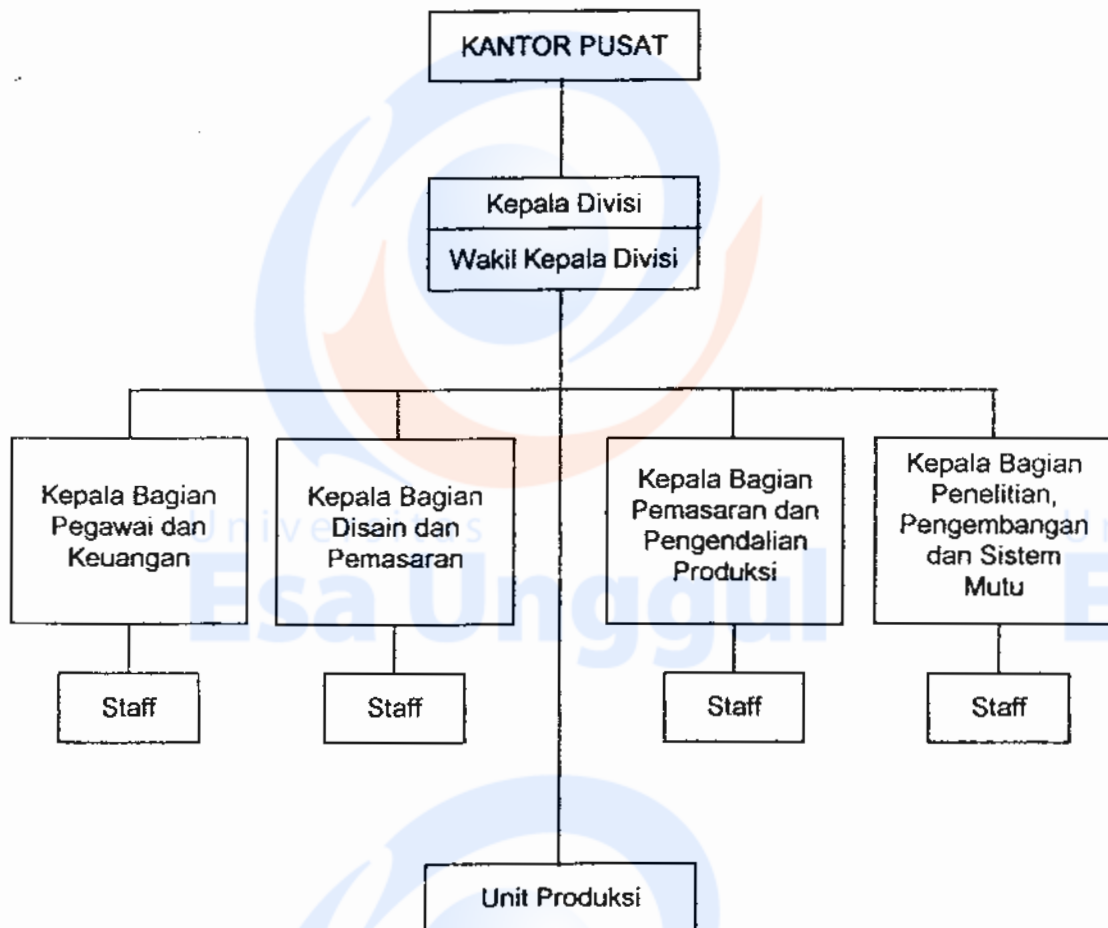 KANTOR PUSAT
Kepala Divisi
Wakil Kepala Divisi
Kepala Bagian
Pegawai dan
Keuangan
Kepala Bagian
Disain dan
Pemasaran
Kepala Bagian
Pemasaran dan
Pengendalian
Produksi
Kepala Bagian
Penelitian,
Pengembangan
dan Sistem
Mutu
Staff
Staff
Staff
Staff
Unit Produksi
Universitas
Esa Unggul
Un
E